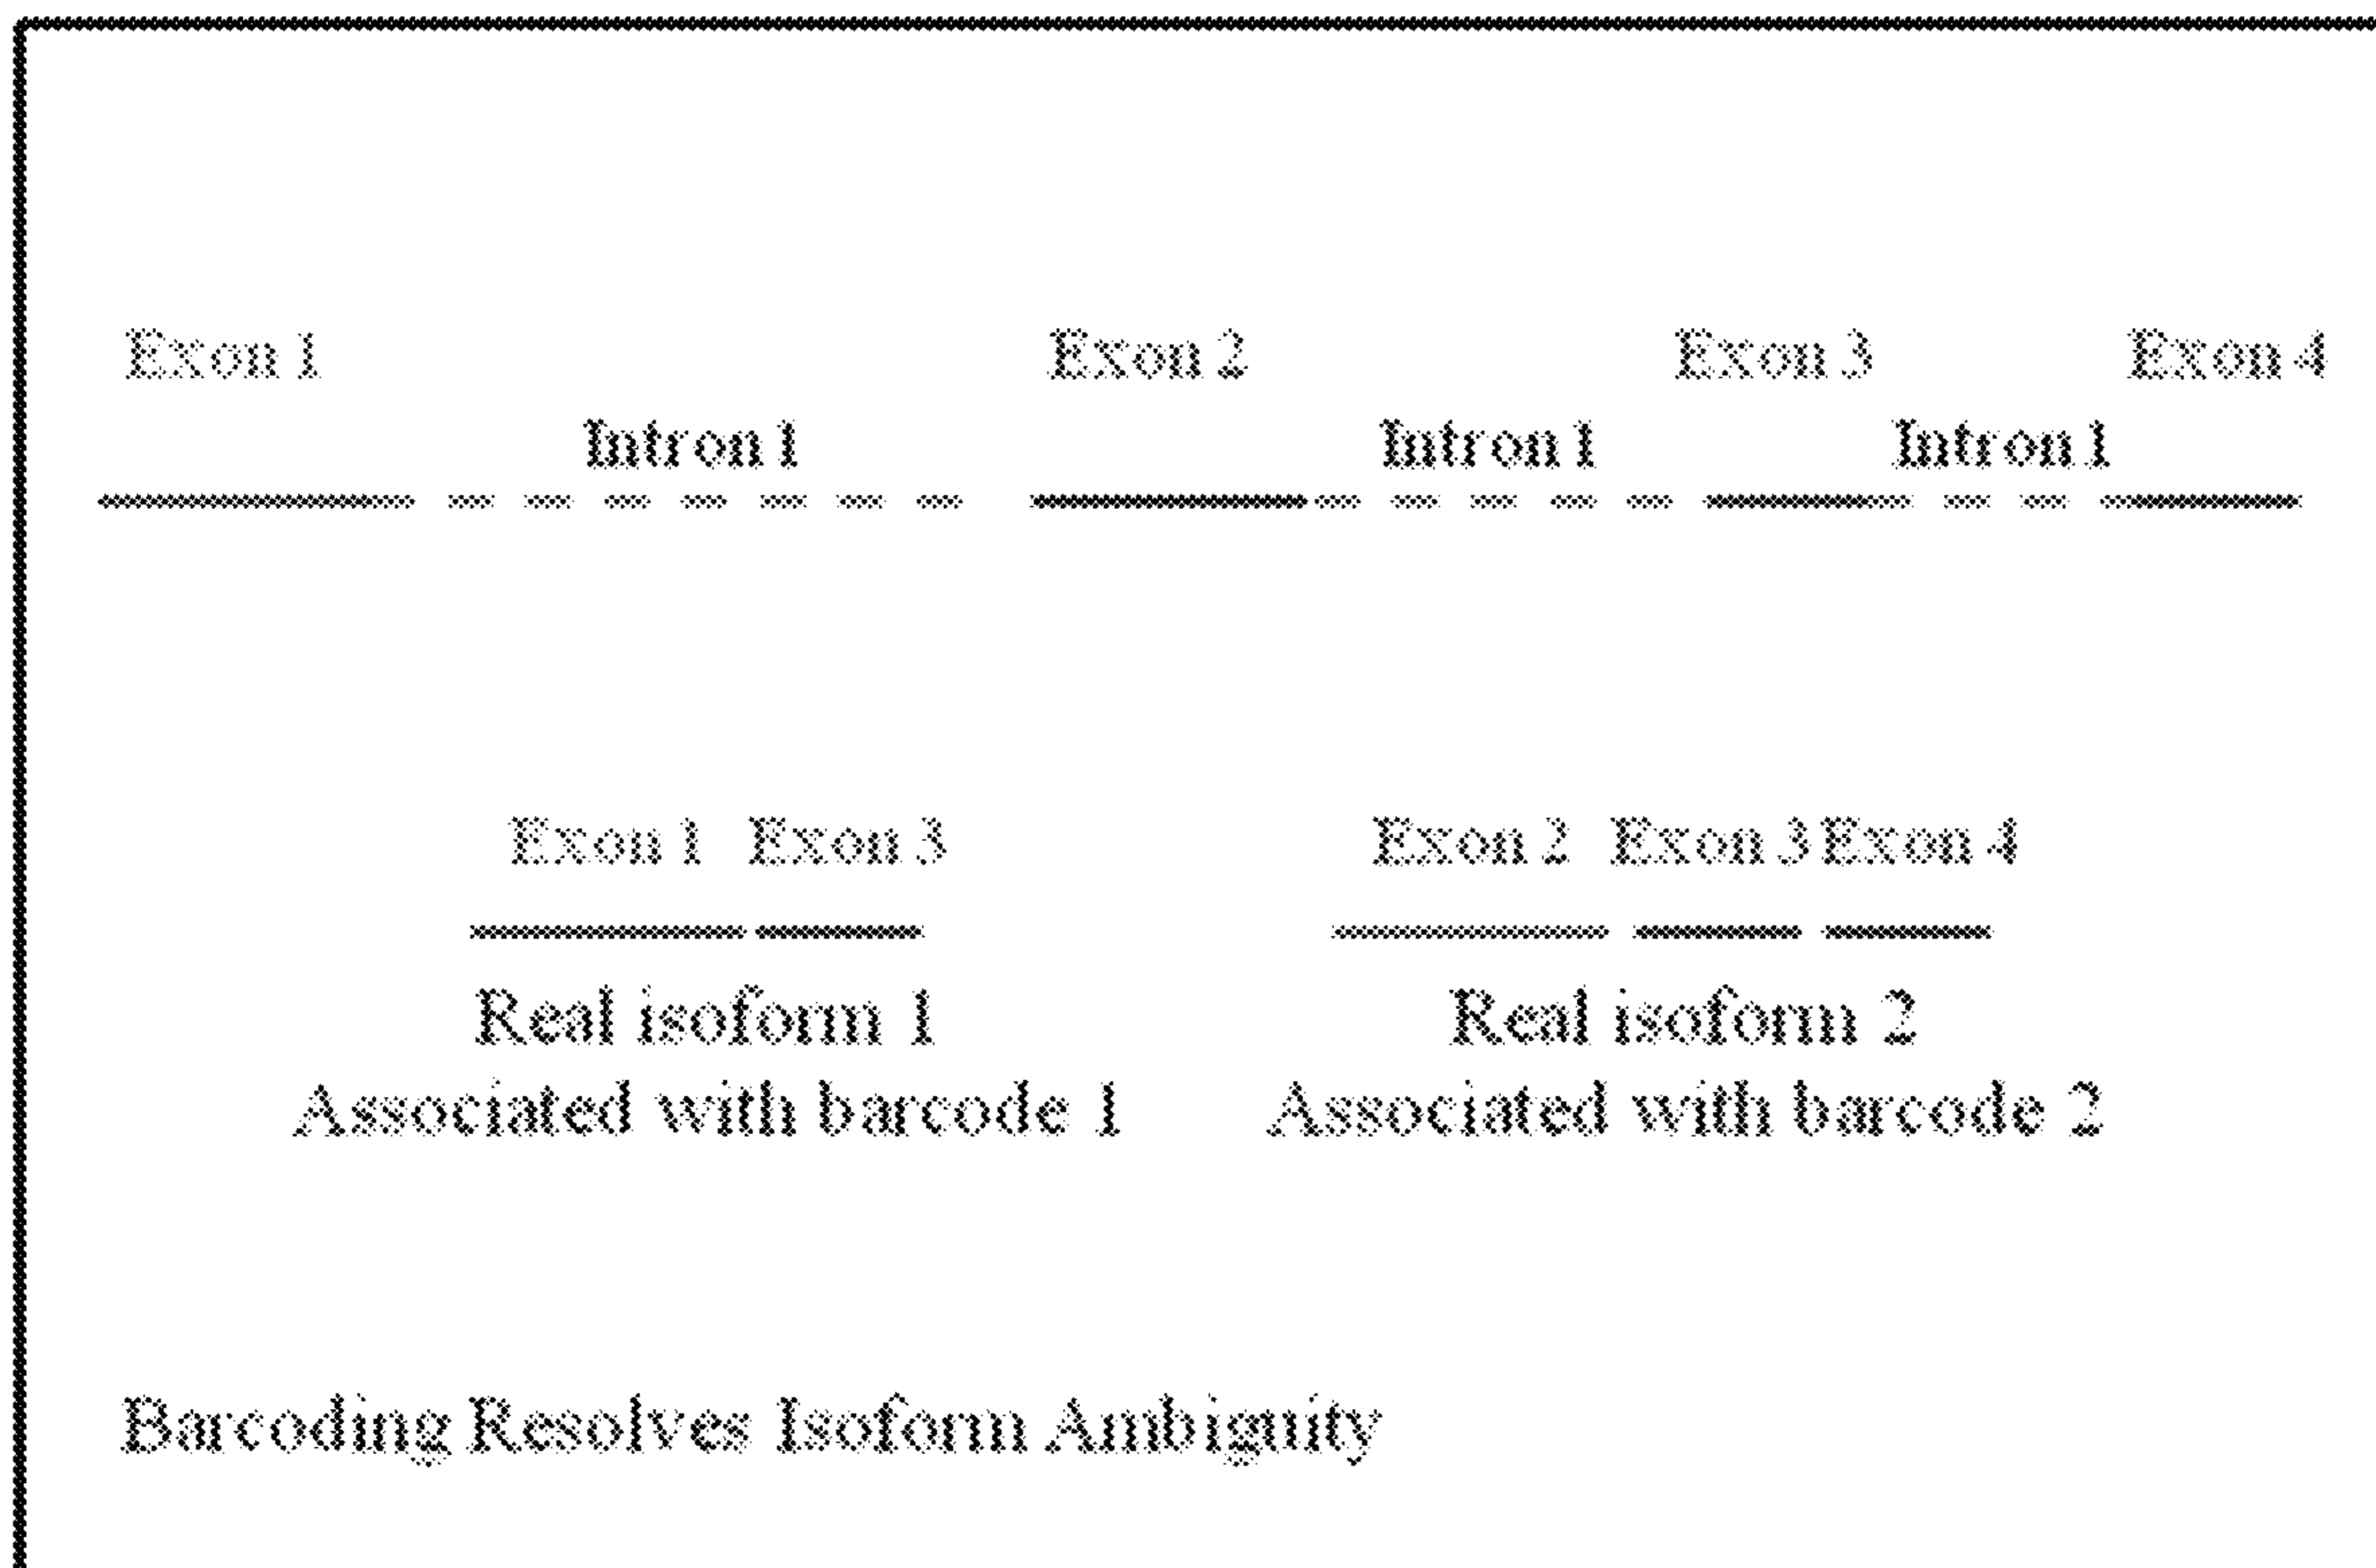 Exon 1 Exon 2 Exon 3 Exon 4
Intron 1 Intron 1 Intron 1
Exon 1 Exon 3 Exon 2 Exon 3 Exon 4
Real isoform 1 Real isoform 2
Associated with barcode 1 Associated with barcode 2
Barcoding Resolves Isoform Ambiguity